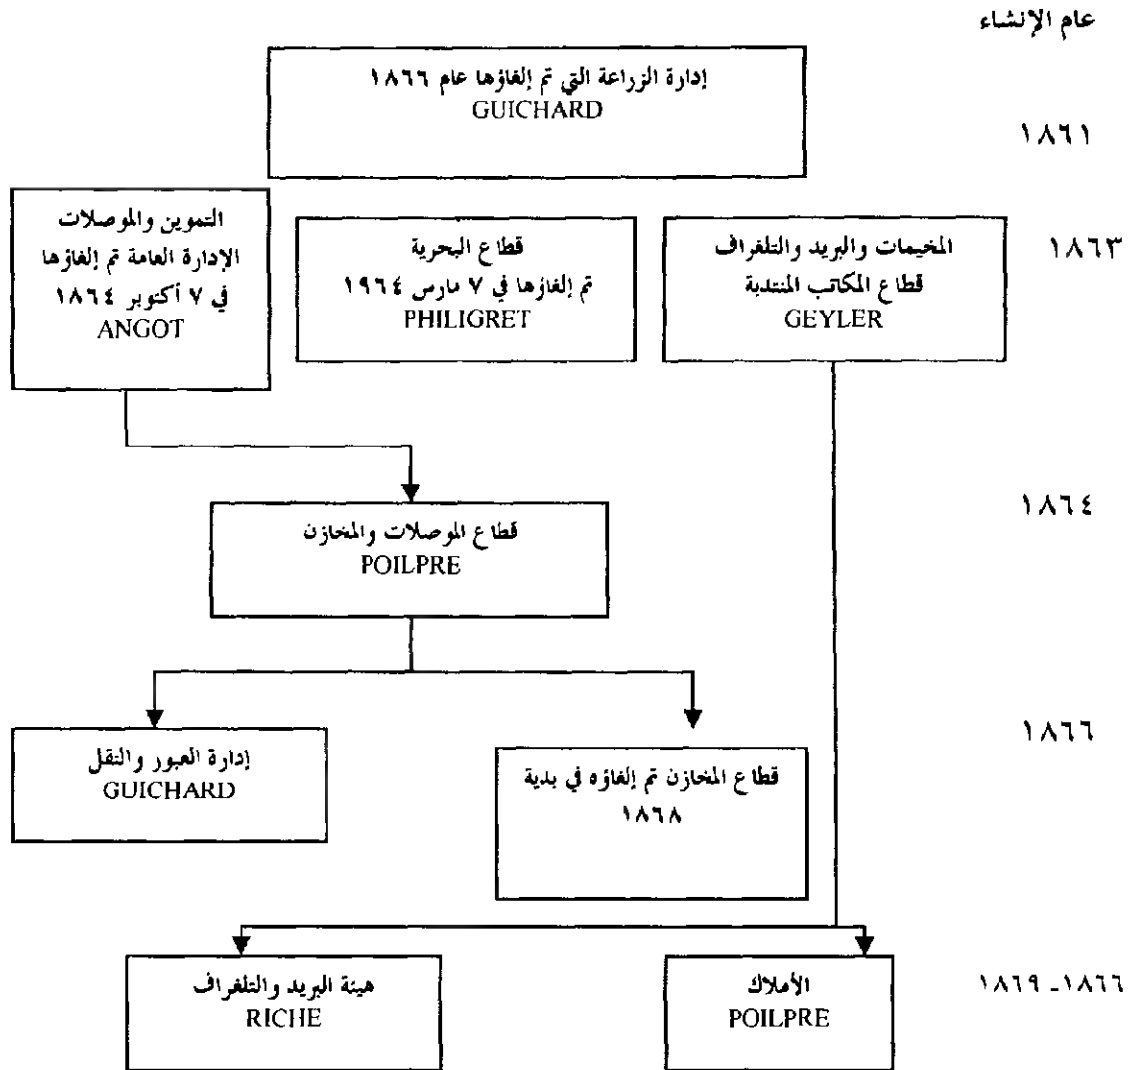 عام الإنشاء
إدارة الزراعة التي تم إلغاؤها عام ١٨٦٦
GUICHARD
١٨٦١
التموين والموصلات
الإدارة العامة تم إلغاؤها
في ٧ أكتوبر ١٨٦٤
ANGOT
قطاع البحرية
تم إلغاؤها في ٧ مارس ١٩٦٤
PHILIGRET
المخيمات والبريد والتلغراف
قطاع المكاتب المنتدبة
GEYLER
١٨٦٣
قطاع الموصلات والمخازن
POILPRE
١٨٦٤
إدارة العبور والنقل
GUICHARD
قطاع المخازن تم إلغاؤه في بدية
١٨٦٨
١٨٦٦
هيئة البريد والتلغراف
RICHE
الأملاك
POILPRE
١٨٦٦-١٨٦٩